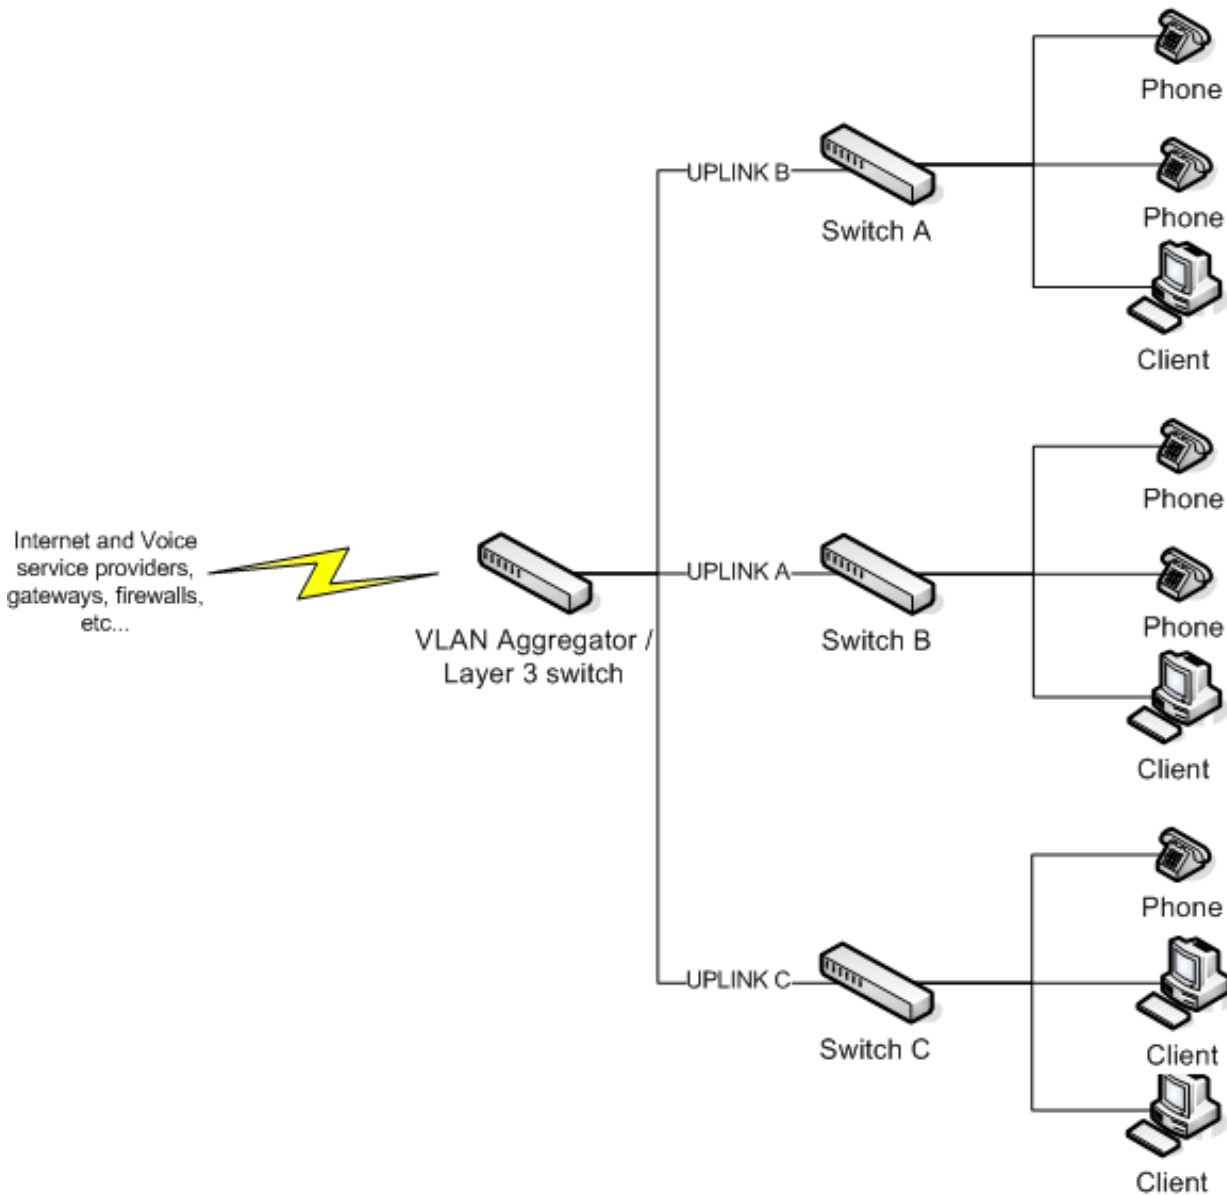 Phone
UPLINK B
Phone
Switch A
Client
Phone
Internet and Voice
service providers,
gateways, firewalls,
etc...
UPLINK A
Phone
VLAN Aggregator /
Layer 3 switch
Switch B
Client
Phone
UPLINK C
Switch C
Client
Client